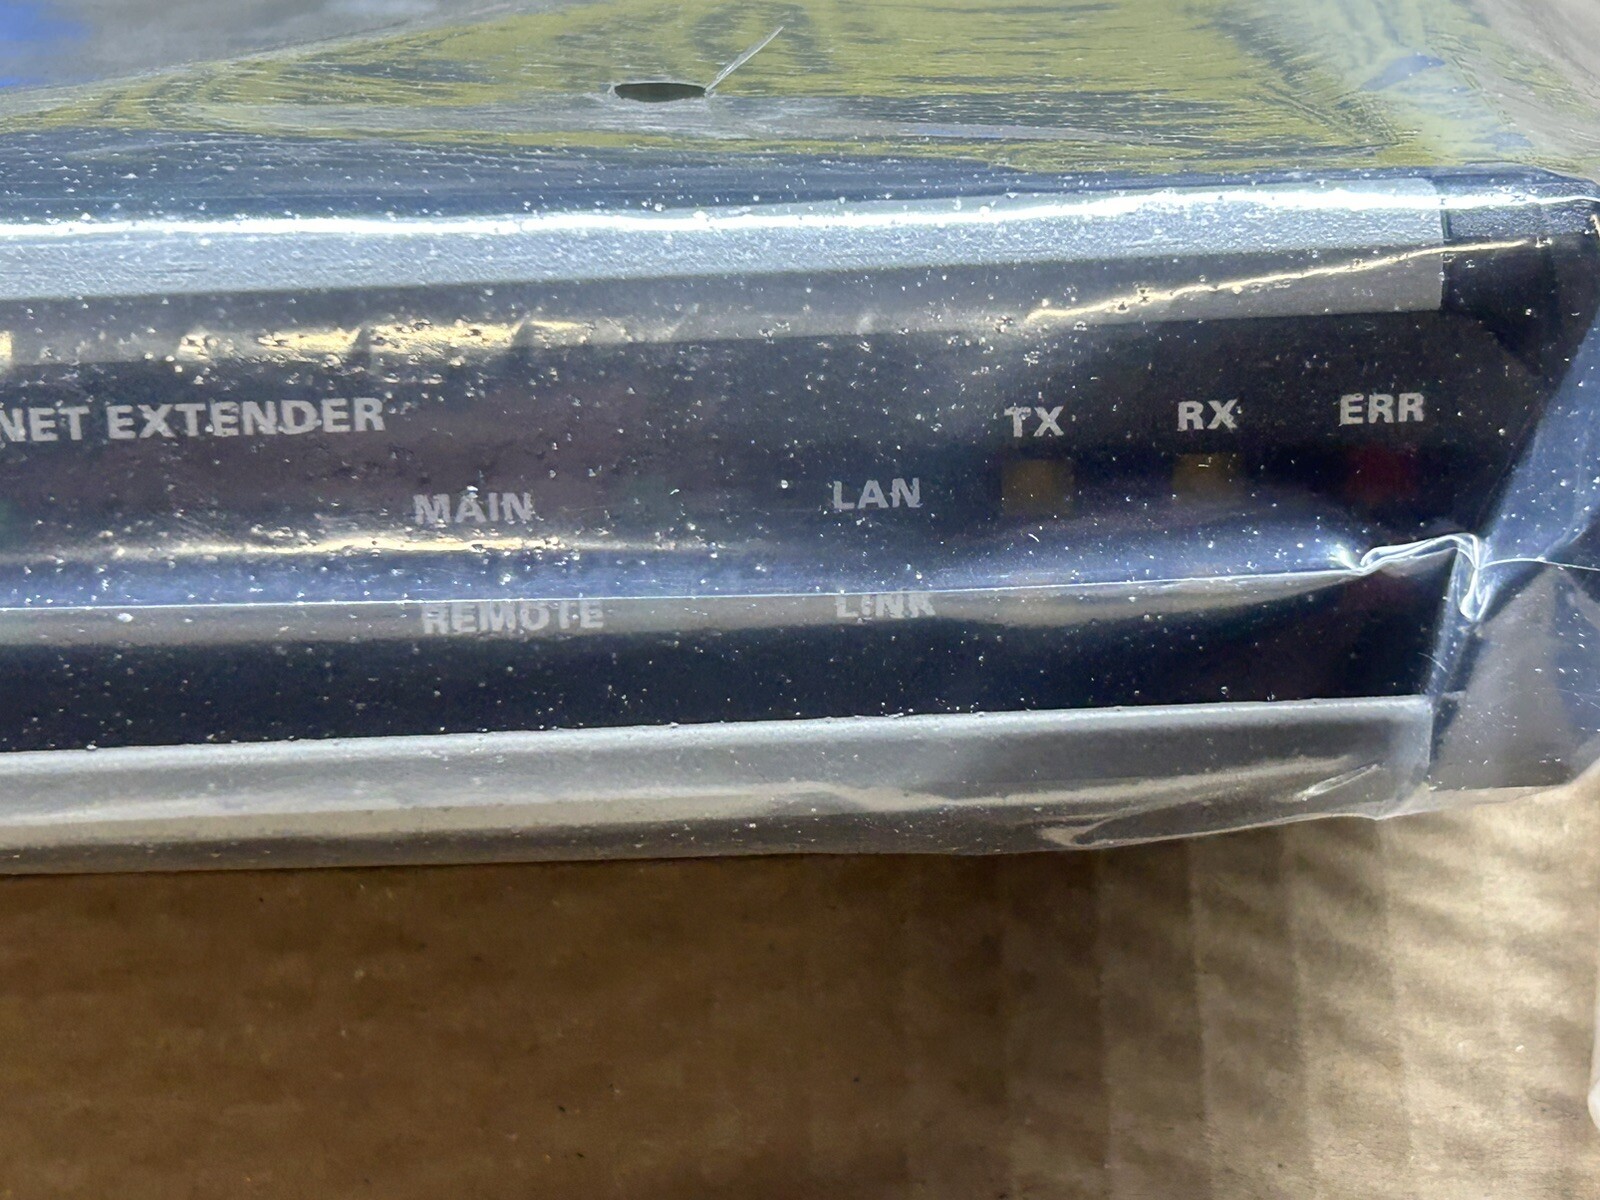 NET EXTENDER
TX RX ERR
MAIN LAN
REMOTE LINK